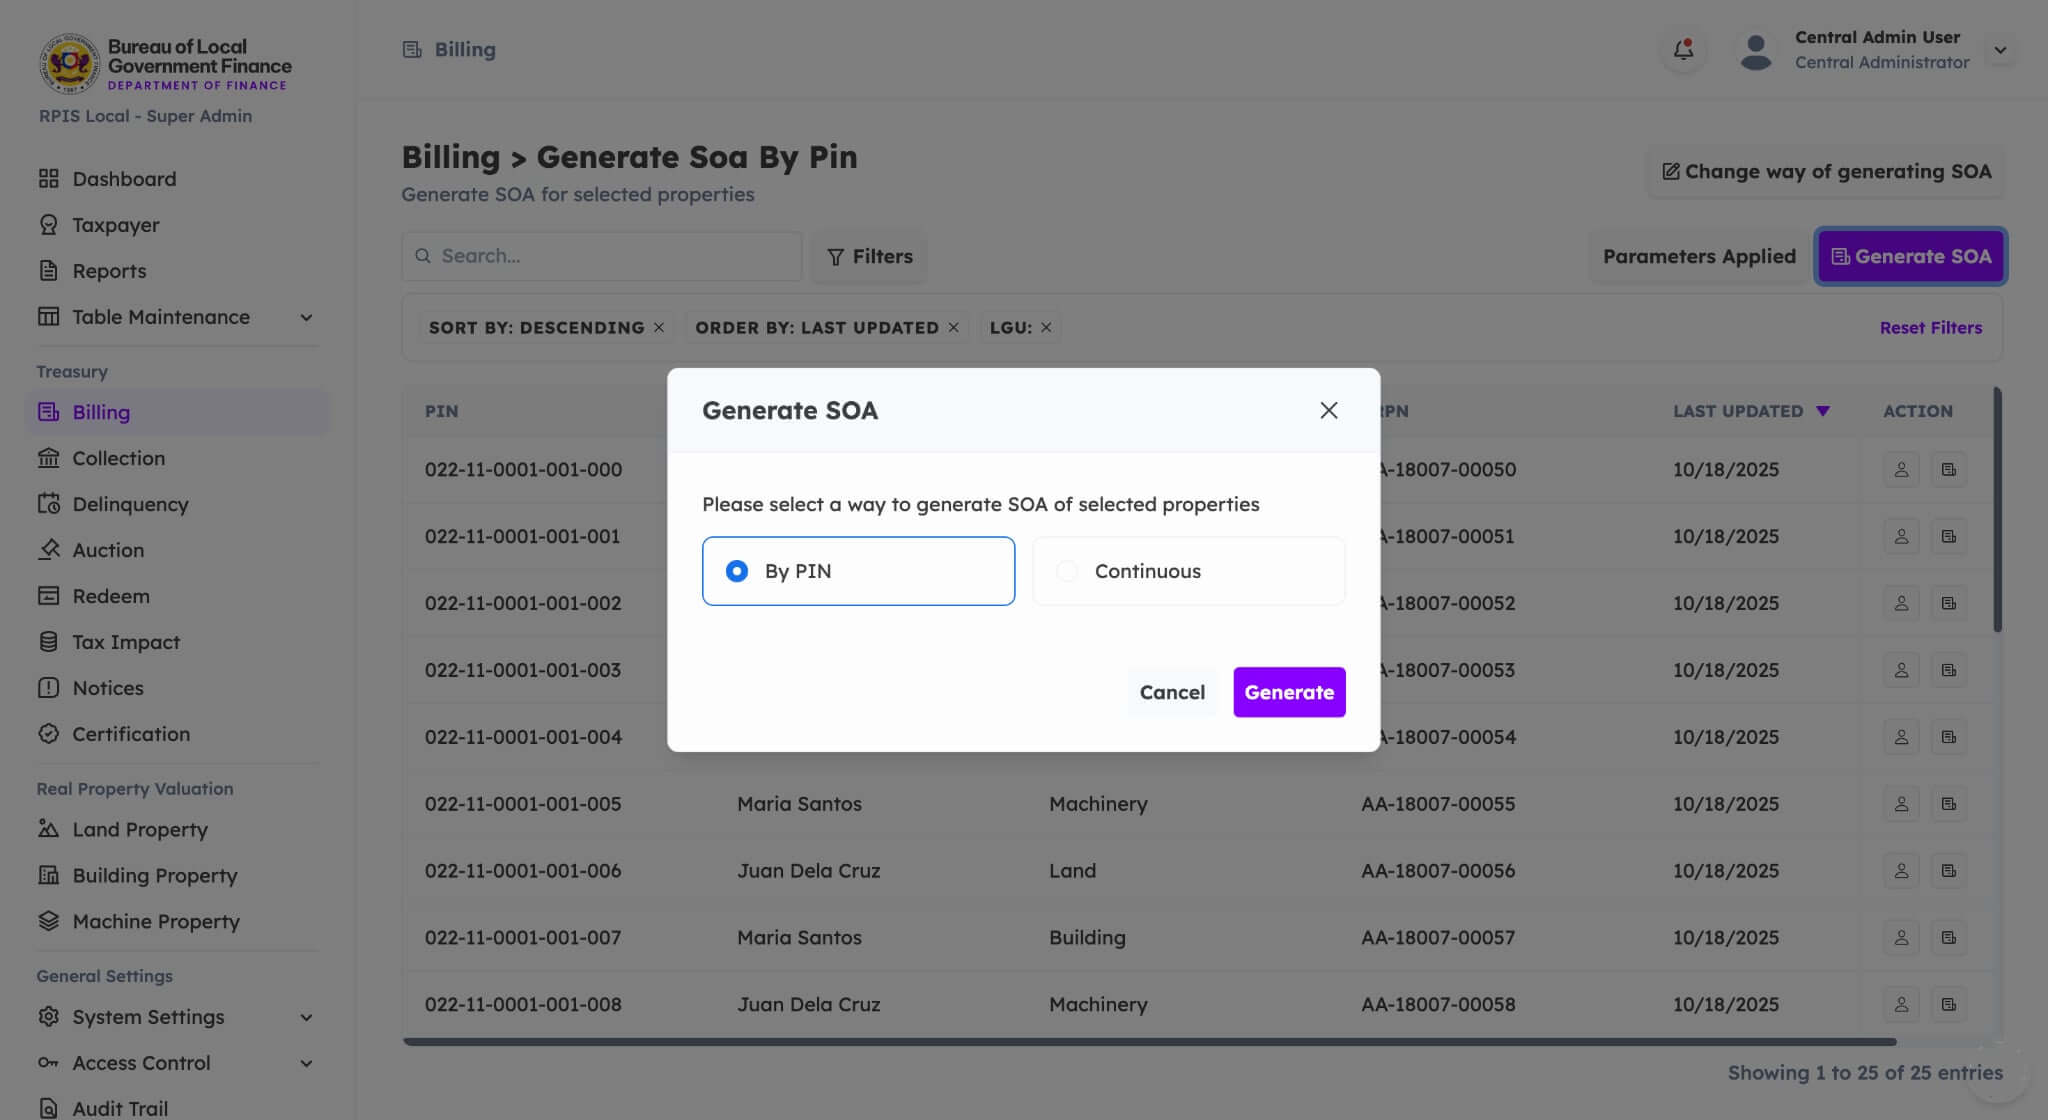 Bureau of Local
Government Finance
DEPARTMENT OF FINANCE
RPIS Local - Super Admin
Dashboard
Taxpayer
Reports
Table Maintenance
Treasury
Billing
Collection
Delinquency
Auction
Redeem
Tax Impact
Notices
Certification
Real Property Valuation
Land Property
Building Property
Machine Property
General Settings
System Settings
Access Control
Audit Trail
Billing
Central Admin User
Central Administrator
Billing > Generate Soa By Pin
Generate SOA for selected properties
Change way of generating SOA
Search...
Filters
Parameters Applied
Generate SOA
SORT BY: DESCENDING
ORDER BY: LAST UPDATED
LGU:
Reset Filters
PIN RPN LAST UPDATED ACTION
022-11-0001-001-000 A-18007-00050 10/18/2025
022-11-0001-001-001 A-18007-00051 10/18/2025
022-11-0001-001-002 A-18007-00052 10/18/2025
022-11-0001-001-003 A-18007-00053 10/18/2025
022-11-0001-001-004 A-18007-00054 10/18/2025
022-11-0001-001-005 Maria Santos Machinery AA-18007-00055 10/18/2025
022-11-0001-001-006 Juan Dela Cruz Land AA-18007-00056 10/18/2025
022-11-0001-001-007 Maria Santos Building AA-18007-00057 10/18/2025
022-11-0001-001-008 Juan Dela Cruz Machinery AA-18007-00058 10/18/2025
Showing 1 to 25 of 25 entries
Generate SOA
Please select a way to generate SOA of selected properties
By PIN
Continuous
Cancel
Generate